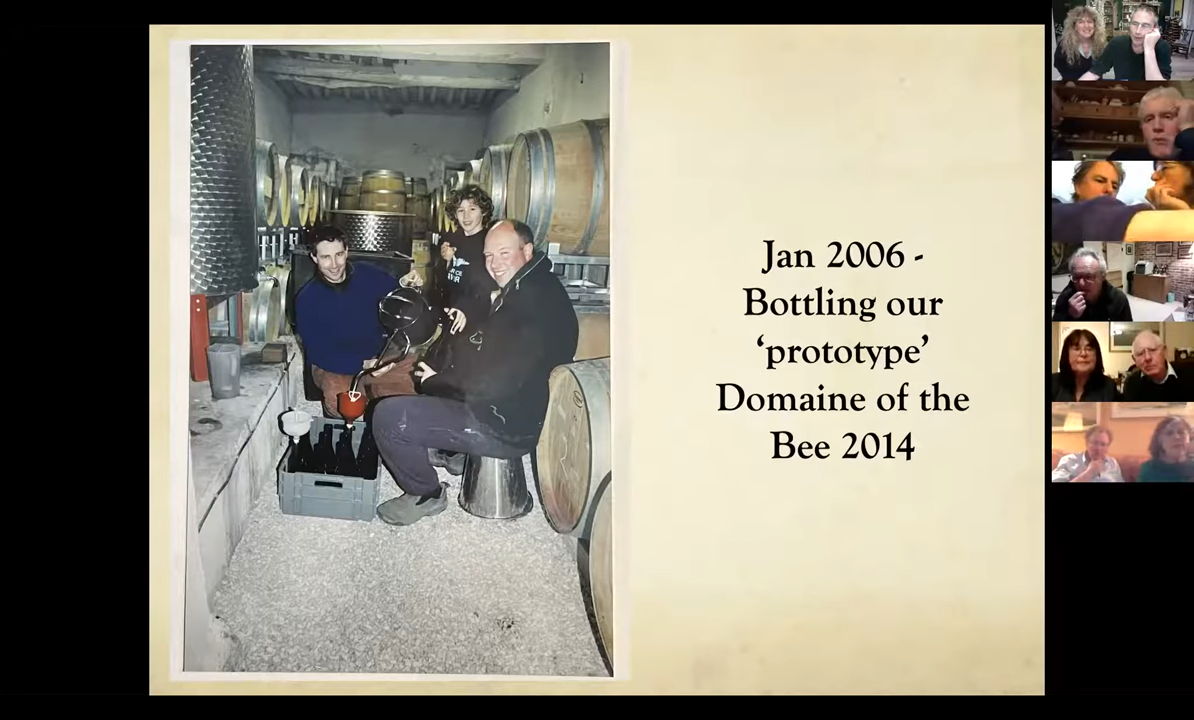 Jan 2006 -
Bottling our
‘prototype’
Domaine of the
Bee 2014